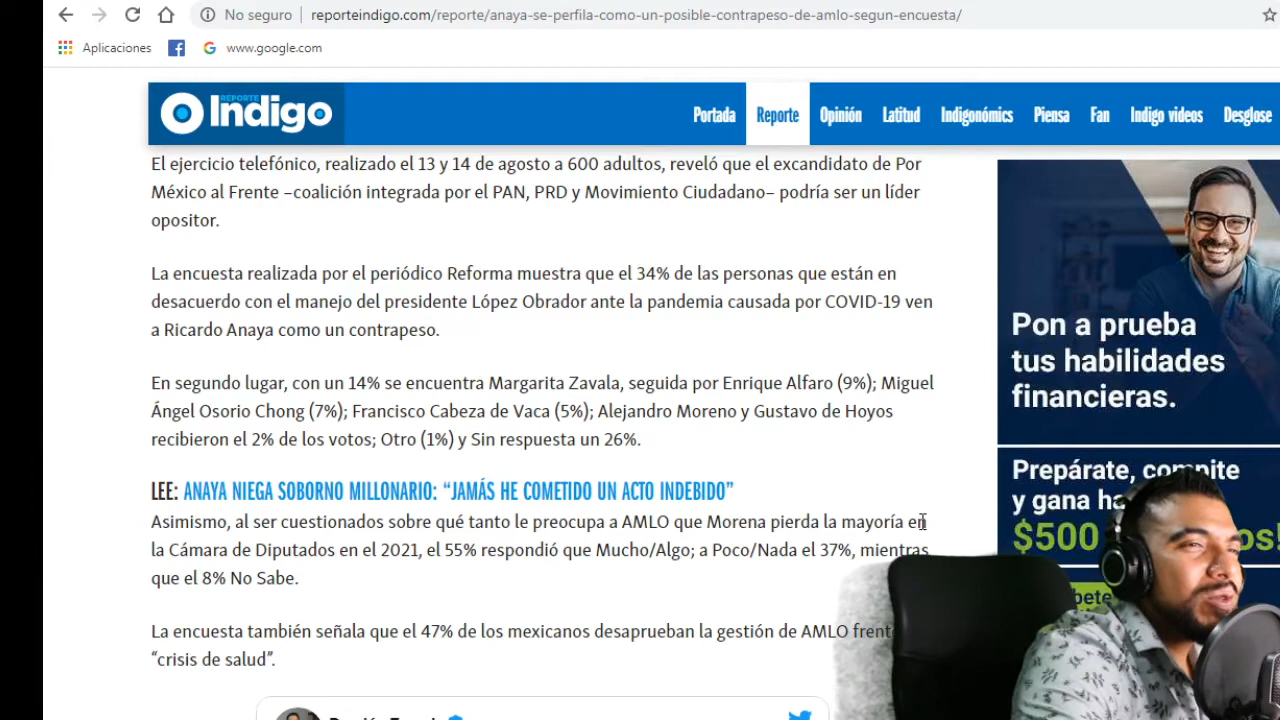 No seguro
reporteindigo.com/reporte/anaya-se-perfila-como-un-posible-contrapeso-de-amlo-segun-encuesta/
Aplicaciones
www.google.com
REPORTE
Indigo
Portada Reporte Opinión Latitud Indigonómics Piensa Fan Indigo videos Desglose
El ejercicio telefónico, realizado el 13 y 14 de agosto a 600 adultos, reveló que el excandidato de Por
México al Frente –coalición integrada por el PAN, PRD y Movimiento Ciudadano– podría ser un líder
opositor.
La encuesta realizada por el periódico Reforma muestra que el 34% de las personas que están en
desacuerdo con el manejo del presidente López Obrador ante la pandemia causada por COVID-19 ven
a Ricardo Anaya como un contrapeso.
En segundo lugar, con un 14% se encuentra Margarita Zavala, seguida por Enrique Alfaro (9%); Miguel
Ángel Osorio Chong (7%); Francisco Cabeza de Vaca (5%); Alejandro Moreno y Gustavo de Hoyos
recibieron el 2% de los votos; Otro (1%) y Sin respuesta un 26%.
LEE: ANAYA NIEGA SOBORNO MILLONARIO: “JAMÁS HE COMETIDO UN ACTO INDEBIDO”
Asimismo, al ser cuestionados sobre qué tanto le preocupa a AMLO que Morena pierda la mayoría en
la Cámara de Diputados en el 2021, el 55% respondió que Mucho/Algo; a Poco/Nada el 37%, mientras
que el 8% No Sabe.
La encuesta también señala que el 47% de los mexicanos desaprueban la gestión de AMLO
“crisis de salud”.
Pon a prueba
tus habilidades
financieras.
Prepárate, compite
y gana
$500